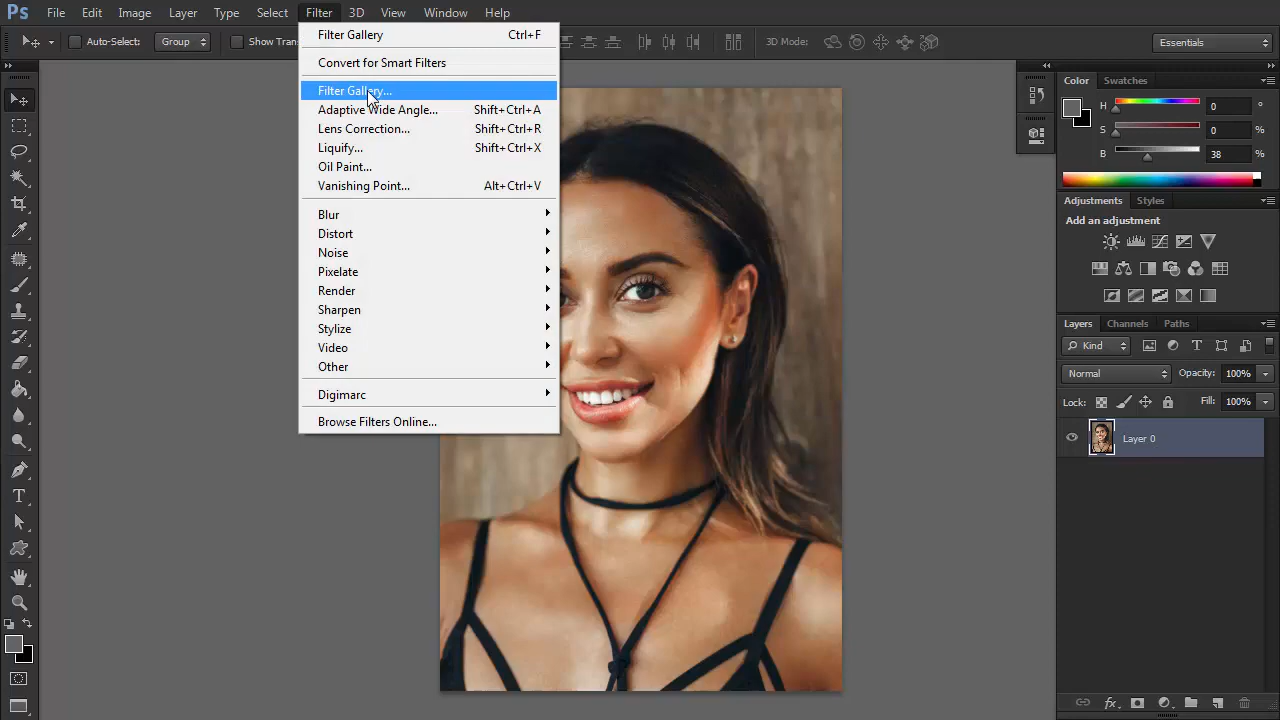 Ps File Edit Image Layer Type Select Filter 3D View Window Help
Auto-Select: Group Show Tran 3D Mode: Essentials
Filter Gallery Ctrl+F
Convert for Smart Filters
Filter Gallery...
Adaptive Wide Angle... Shift+Ctrl+A
Lens Correction... Shift+Ctrl+R
Liquify... Shift+Ctrl+X
Oil Paint...
Vanishing Point... Alt+Ctrl+V
Blur
Distort
Noise
Pixelate
Render
Sharpen
Stylize
Video
Other
Digimarc
Browse Filters Online...
Color Swatches
H 0 °
S 0 %
B 38 %
Adjustments Styles
Add an adjustment
Layers Channels Paths
Kind
Normal Opacity: 100%
Lock: Fill: 100%
Layer 0
fx